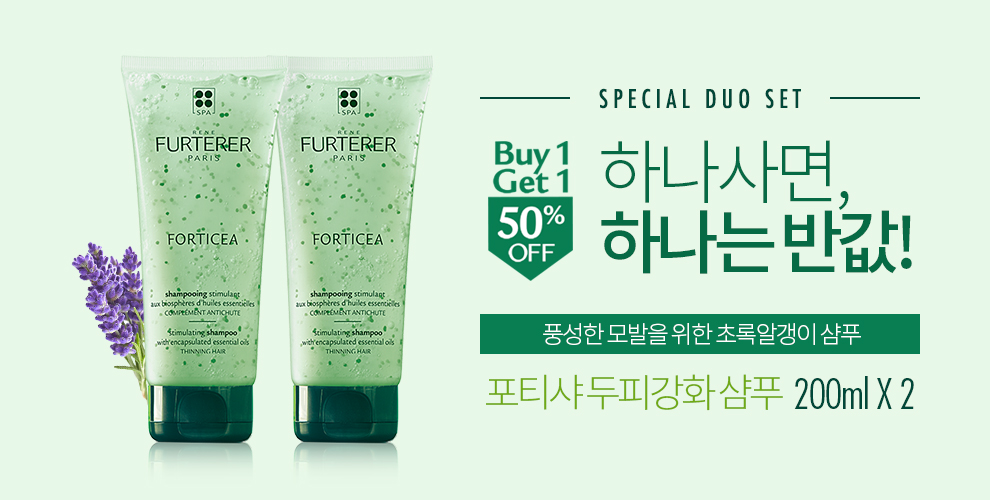 SPA
RENE
FURTERER
PARIS
FORTICEA
shampooing stimulant
aux biosphères d'huiles essentielles
COMPLÉMENT ANTICHUTE
stimulating shampoo
with encapsulated essential oils
THINNING HAIR
SPA
RENE
FURTERER
PARIS
FORTICEA
shampooing stimulant
aux biosphères d'huiles essentielles
COMPLÉMENT ANTICHUTE
stimulating shampoo
with encapsulated essential oils
THINNING HAIR
SPECIAL DUO SET
Buy 1
Get 1
50%
OFF
하나사면,
하나는 반값!
풍성한 모발을 위한 초록알갱이 샴푸
포티샤 두피강화 샴푸 200ml X 2